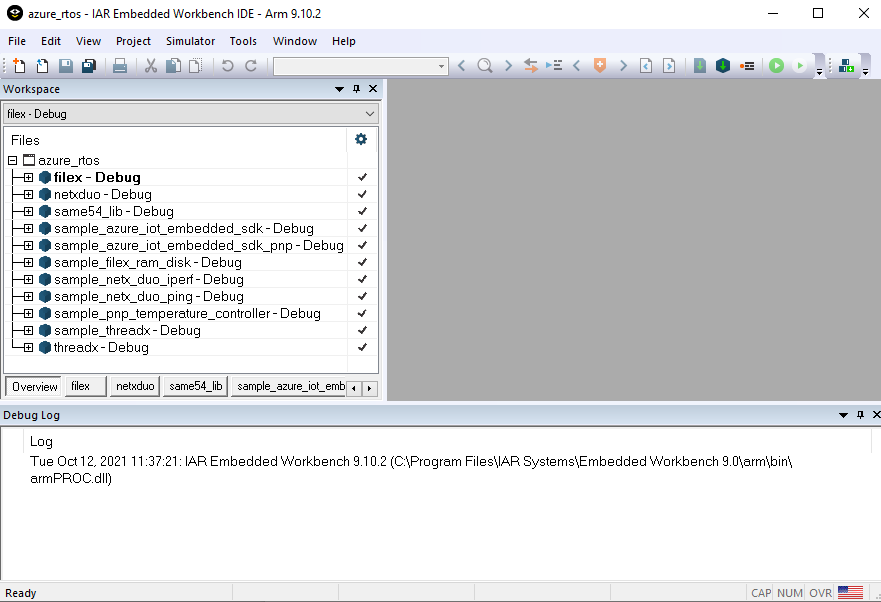 azure_rtos - IAR Embedded Workbench IDE - Arm 9.10.2
File Edit View Project Simulator Tools Window Help
Workspace
filex - Debug
Files
azure_rtos
filex - Debug
netxduo - Debug
same54_lib - Debug
sample_azure_iot_embedded_sdk - Debug
sample_azure_iot_embedded_sdk_pnp - Debug
sample_filex_ram_disk - Debug
sample_netx_duo_iperf - Debug
sample_netx_duo_ping - Debug
sample_pnp_temperature_controller - Debug
sample_threadx - Debug
threadx - Debug
Overview filex netxduo same54_lib sample_azure_iot_emb
Debug Log
Log
Tue Oct 12, 2021 11:37:21: IAR Embedded Workbench 9.10.2 (C:\Program Files\IAR Systems\Embedded Workbench 9.0\arm\bin\
armPROC.dll)
Ready CAP NUM OVR